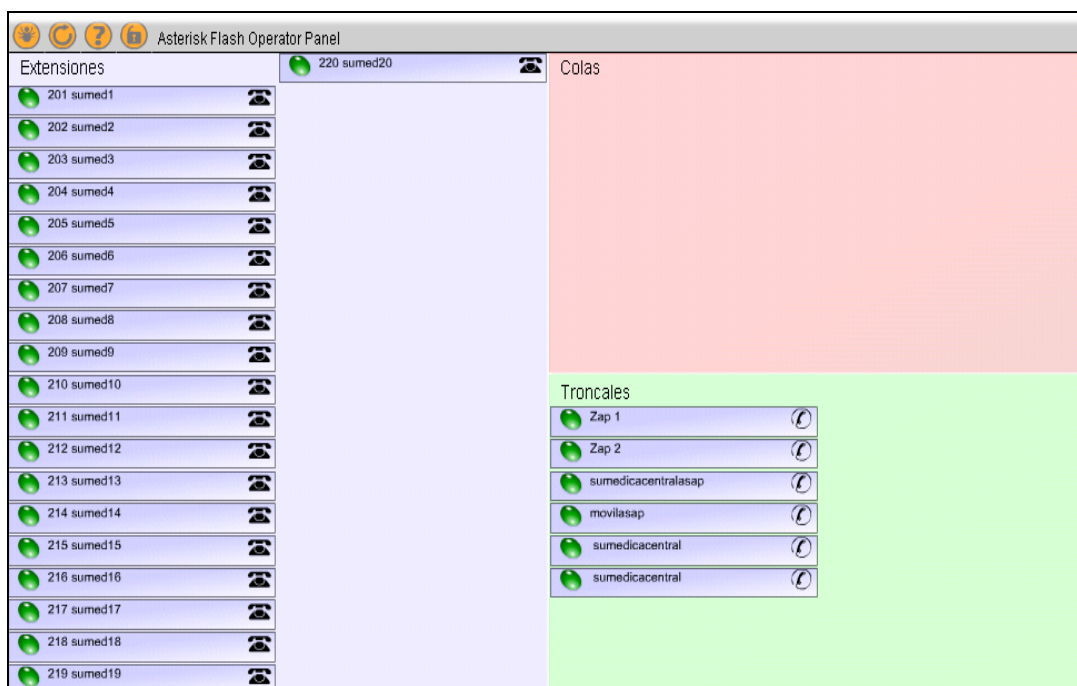 Asterisk Flash Operator Panel
Extensiones
201 sumed1
202 sumed2
203 sumed3
204 sumed4
205 sumed5
206 sumed6
207 sumed7
208 sumed8
209 sumed9
210 sumed10
211 sumed11
212 sumed12
213 sumed13
214 sumed14
215 sumed15
216 sumed16
217 sumed17
218 sumed18
219 sumed19
220 sumed20
Colas
Troncales
Zap 1
Zap 2
sumedicacentralasap
movilasap
sumedicacentral
sumedicacentral